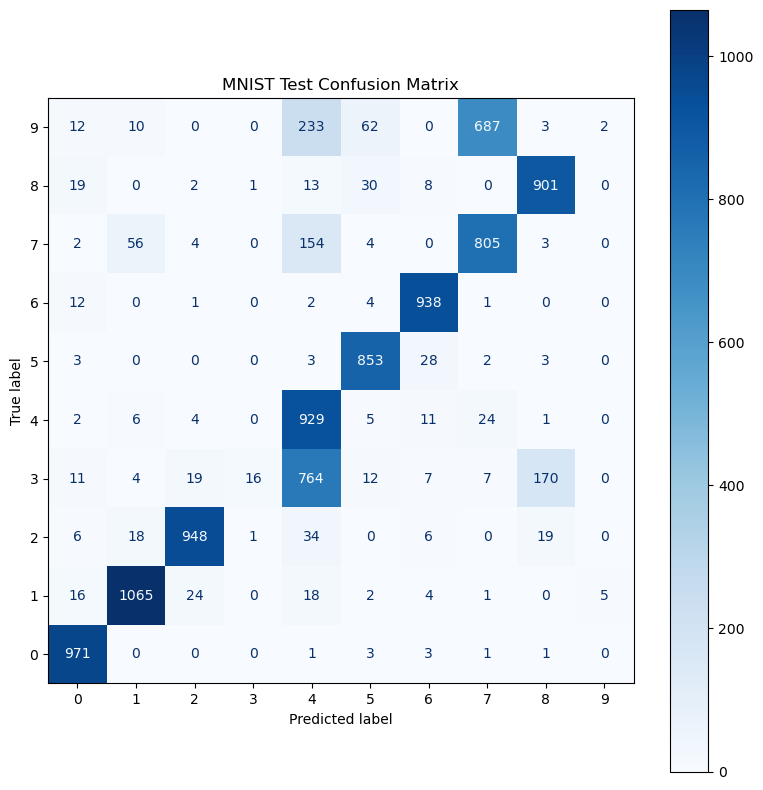 MNIST Test Confusion Matrix
9 12 10 0 0 233 62 0 687 3 2
8 19 0 2 1 13 30 8 0 901 0
7 2 56 4 0 154 4 0 805 3 0
6 12 0 1 0 2 4 938 1 0 0
5 3 0 0 0 3 853 28 2 3 0
4 2 6 4 0 929 5 11 24 1 0
3 11 4 19 16 764 12 7 7 170 0
2 6 18 948 1 34 0 6 0 19 0
1 16 1065 24 0 18 2 4 1 0 5
0 971 0 0 0 1 3 3 1 1 0
0 1 2 3 4 5 6 7 8 9
Predicted label
True label
1000
800
600
400
200
0